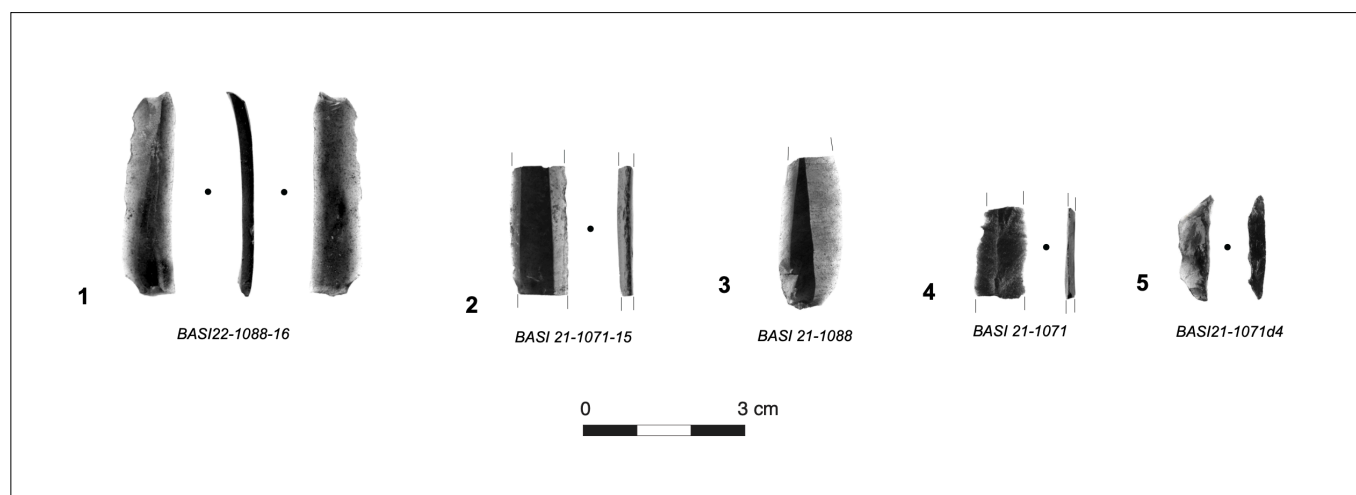 1
BASI22-1088-16
2
BASI 21-1071-15
3
BASI 21-1088
4
BASI 21-1071
5
BASI21-1071d4
0 3 cm